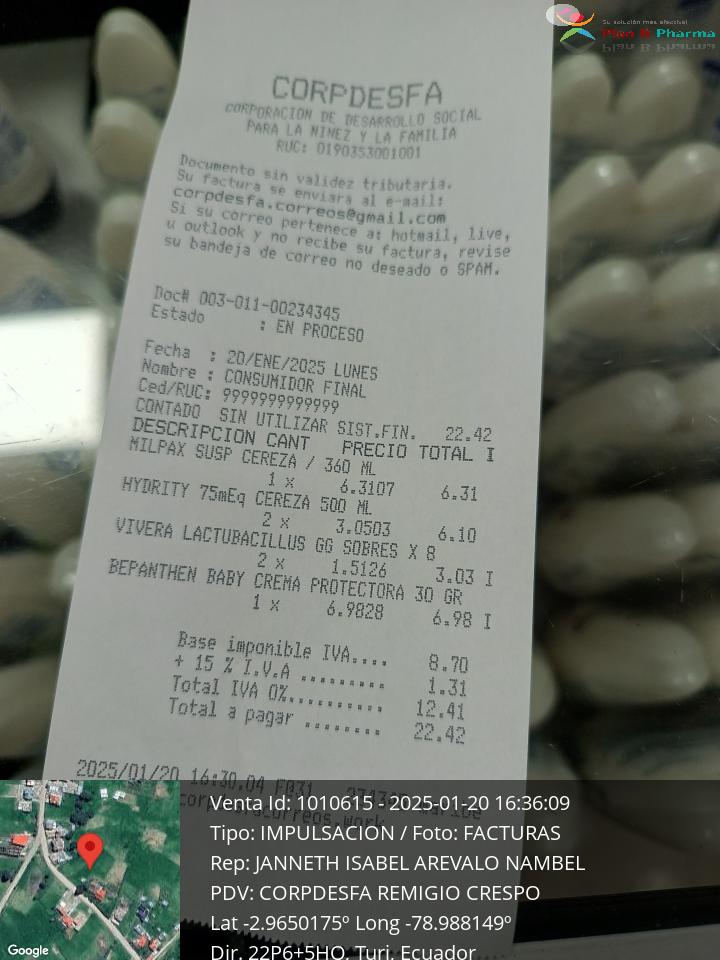 Su solución más efectiva!
Plan B Pharma
CORPDESFA
CORPORACION DE DESARROLLO SOCIAL
PARA LA NINEZ Y LA FAMILIA
RUC: 0190353001001
Documento sin validez tributaria.
Su factura se enviara al e-mail:
corpdesfa.correos@gmail.com
Si su correo pertenece a: hotmail, live,
u outlook y no recibe su factura, revise
su bandeja de correo no deseado o SPAM.
Doc# 003-011-00234345
Estado : EN PROCESO
Fecha : 20/ENE/2025 LUNES
Nombre : CONSUMIDOR FINAL
Ced/RUC: 9999999999999
CONTADO SIN UTILIZAR SIST.FIN. 22.42
DESCRIPCION CANT PRECIO TOTAL I
MILPAX SUSP CEREZA / 360 ML
1 x 6.3107 6.31
HYDRITY 75mEq CEREZA 500 ML
2 x 3.0503 6.10
VIVERA LACTUBACILLUS GG SOBRES X 8
2 x 1.5126 3.03 I
BEPANTHEN BABY CREMA PROTECTORA 30 GR
1 x 6.9828 6.98 I
Base imponible IVA.... 8.70
+ 15 % I.V.A ......... 1.31
Total IVA 0%.......... 12.41
Total a pagar ........ 22.42
2025/01/20 16:30.04 F031
Venta Id: 1010615 - 2025-01-20 16:36:09
Tipo: IMPULSACION / Foto: FACTURAS
Rep: JANNETH ISABEL AREVALO NAMBEL
PDV: CORPDESFA REMIGIO CRESPO
Lat -2.9650175º Long -78.988149º
Dir. 22P6+5HQ, Turi, Ecuador
Google